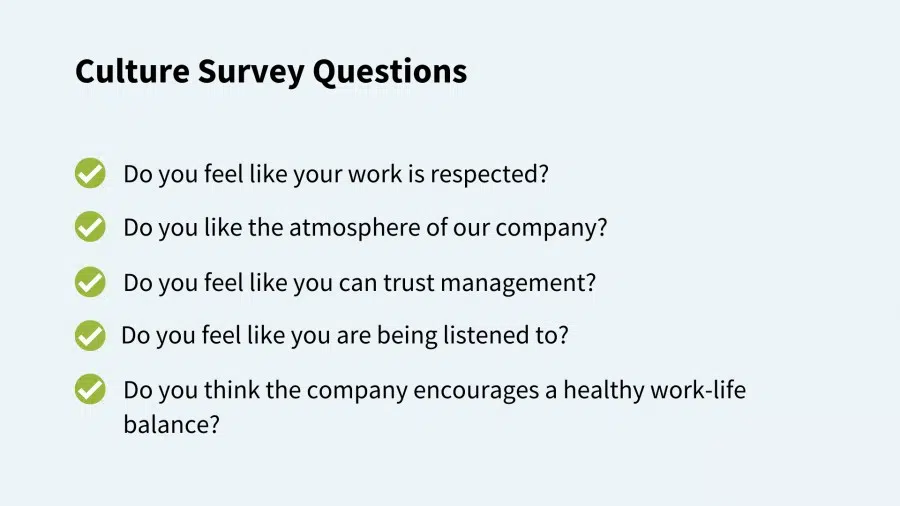 Culture Survey Questions
Do you feel like your work is respected?
Do you like the atmosphere of our company?
Do you feel like you can trust management?
Do you feel like you are being listened to?
Do you think the company encourages a healthy work-life
balance?